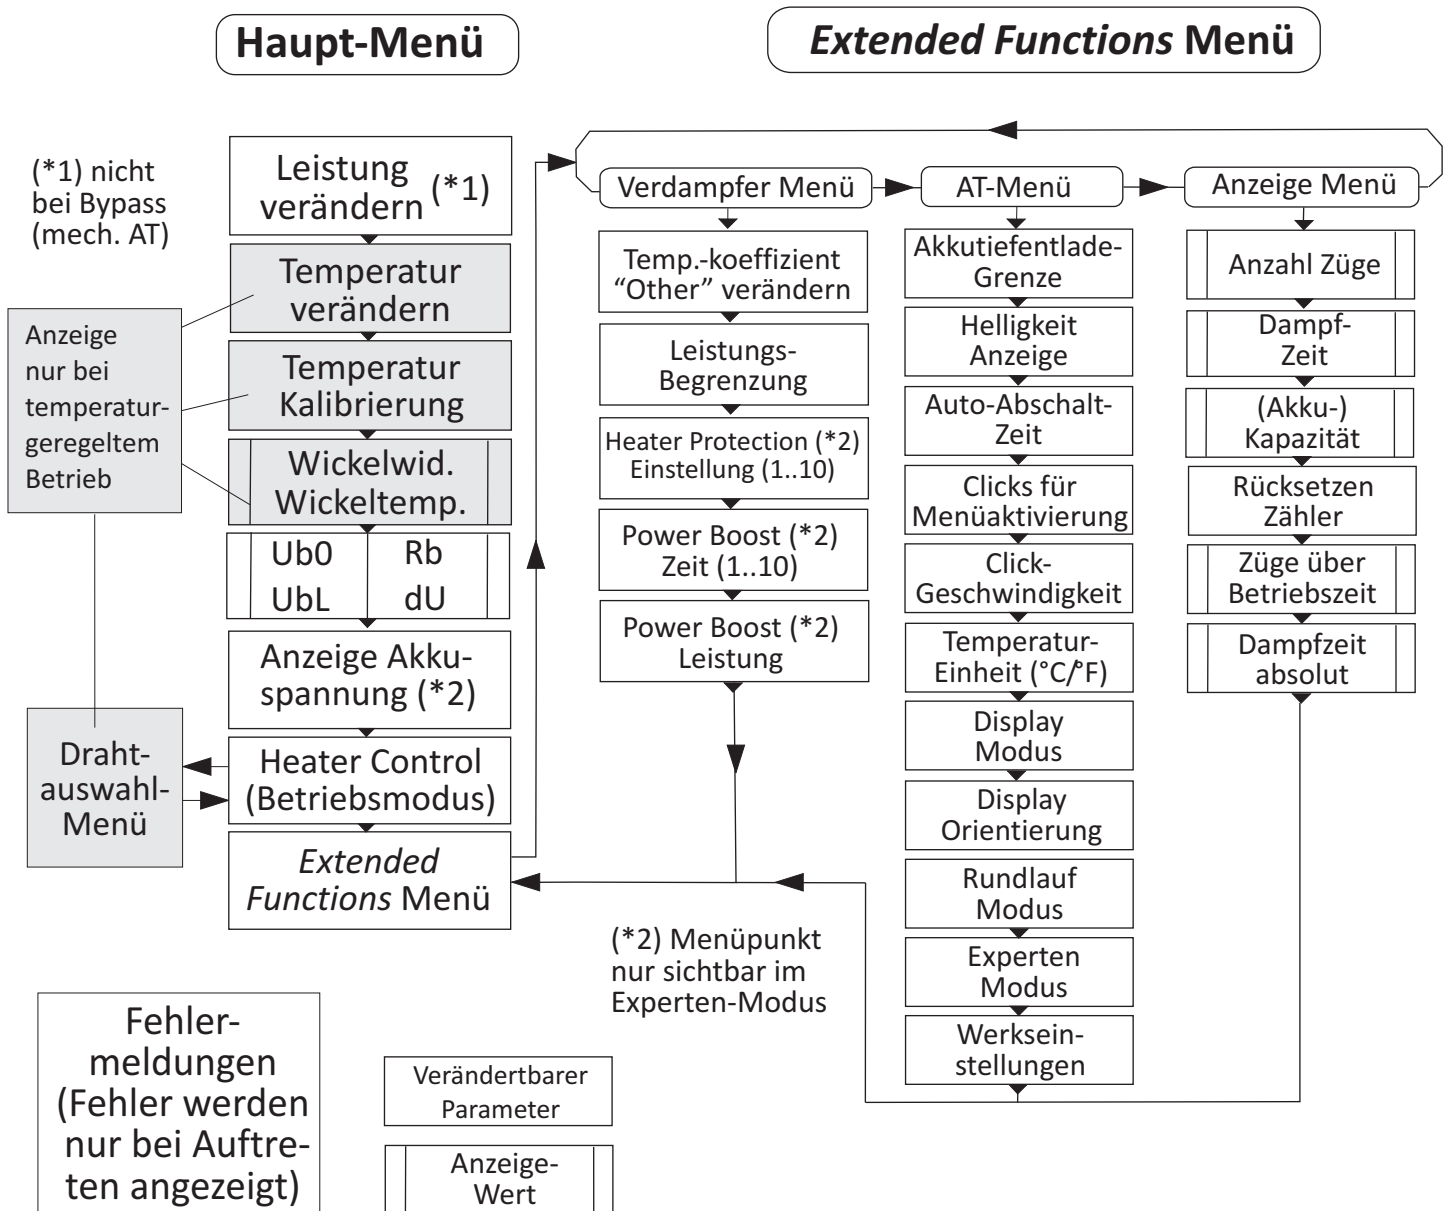 Haupt-Menü
Extended Functions Menü
(*1) nicht
bei Bypass
(mech. AT)
Leistung
verändern (*1)
Temperatur
verändern
Temperatur
Kalibrierung
Wickelwid.
Wickeltemp.
Ub0 Rb
UbL dU
Anzeige Akku-
spannung (*2)
Heater Control
(Betriebsmodus)
Extended
Functions Menü
Anzeige
nur bei
temperatur-
geregeltem
Betrieb
Draht-
auswahl-
Menü
Verdampfer Menü
Temp.-koeffizient
“Other” verändern
Leistungs-
Begrenzung
Heater Protection (*2)
Einstellung (1..10)
Power Boost (*2)
Zeit (1..10)
Power Boost (*2)
Leistung
AT-Menü
Akkutiefentlade-
Grenze
Helligkeit
Anzeige
Auto-Abschalt-
Zeit
Clicks für
Menüaktivierung
Click-
Geschwindigkeit
Temperatur-
Einheit (°C/°F)
Display
Modus
Display
Orientierung
Rundlauf
Modus
Experten
Modus
Werksein-
stellungen
Anzeige Menü
Anzahl Züge
Dampf-
Zeit
(Akku-)
Kapazität
Rücksetzen
Zähler
Züge über
Betriebszeit
Dampfzeit
absolut
(*2) Menüpunkt
nur sichtbar im
Experten-Modus
Fehler-
meldungen
(Fehler werden
nur bei Auftre-
ten angezeigt)
Verändertbarer
Parameter
Anzeige-
Wert